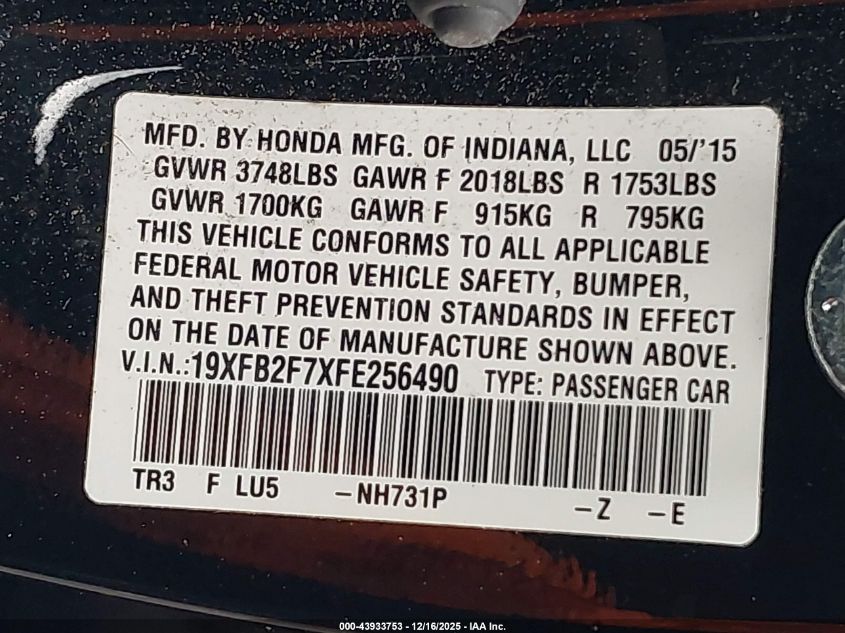 MFD. BY HONDA MFG. OF INDIANA, LLC 05/'15
GVWR 3748LBS GAWR F 2018LBS R 1753LBS
GVWR 1700KG GAWR F 915KG R 795KG
THIS VEHICLE CONFORMS TO ALL APPLICABLE
FEDERAL MOTOR VEHICLE SAFETY, BUMPER,
AND THEFT PREVENTION STANDARDS IN EFFECT
ON THE DATE OF MANUFACTURE SHOWN ABOVE.
V.I.N.:19XFB2F7XFE256490 TYPE: PASSENGER CAR
TR3 F LU5 -NH731P -Z -E
000-43933753 - 12/16/2025 - IAA Inc.